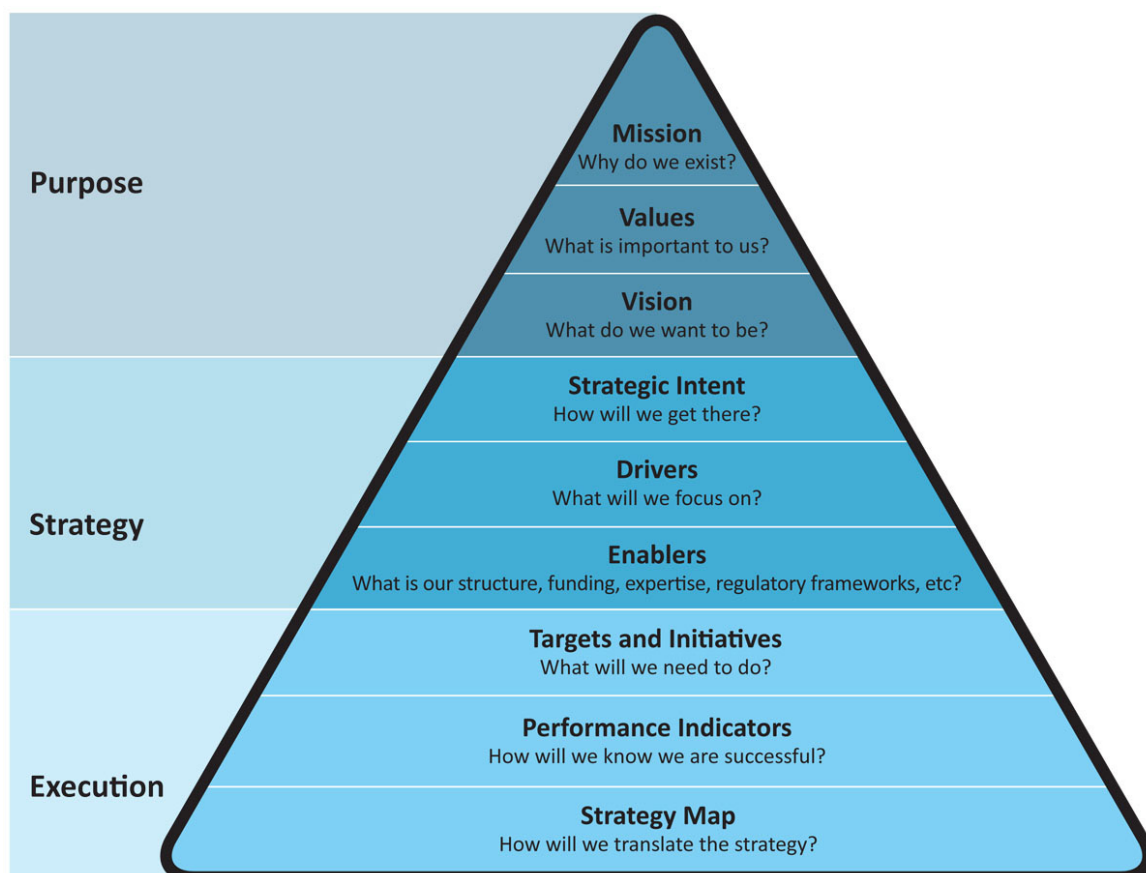 Purpose
Mission
Why do we exist?
Values
What is important to us?
Vision
What do we want to be?
Strategy
Strategic Intent
How will we get there?
Drivers
What will we focus on?
Enablers
What is our structure, funding, expertise, regulatory frameworks, etc?
Execution
Targets and Initiatives
What will we need to do?
Performance Indicators
How will we know we are successful?
Strategy Map
How will we translate the strategy?